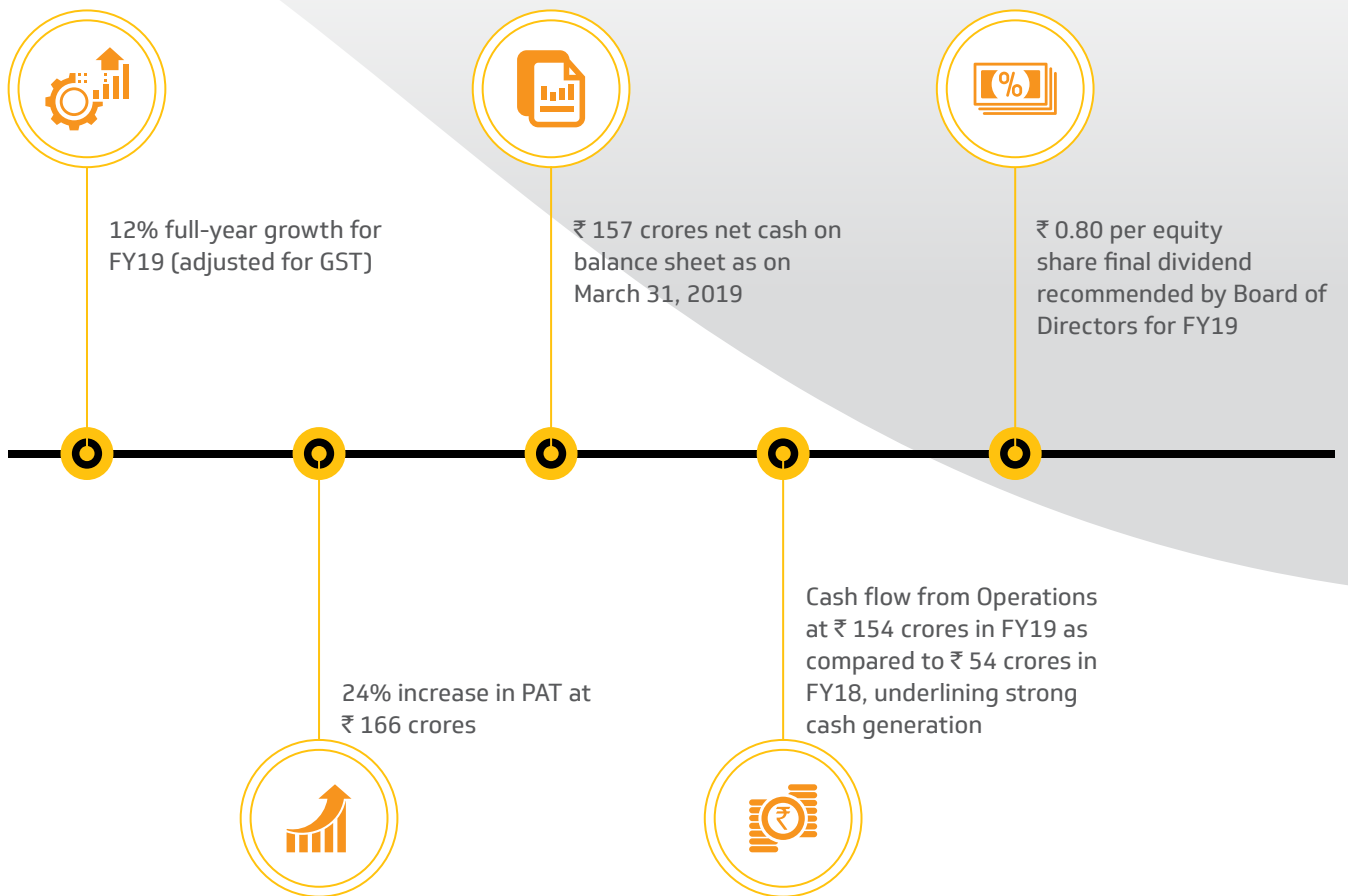 12% full-year growth for
FY19 (adjusted for GST)
₹ 157 crores net cash on
balance sheet as on
March 31, 2019
₹ 0.80 per equity
share final dividend
recommended by Board of
Directors for FY19
24% increase in PAT at
₹ 166 crores
Cash flow from Operations
at ₹ 154 crores in FY19 as
compared to ₹ 54 crores in
FY18, underlining strong
cash generation
(%)
₹